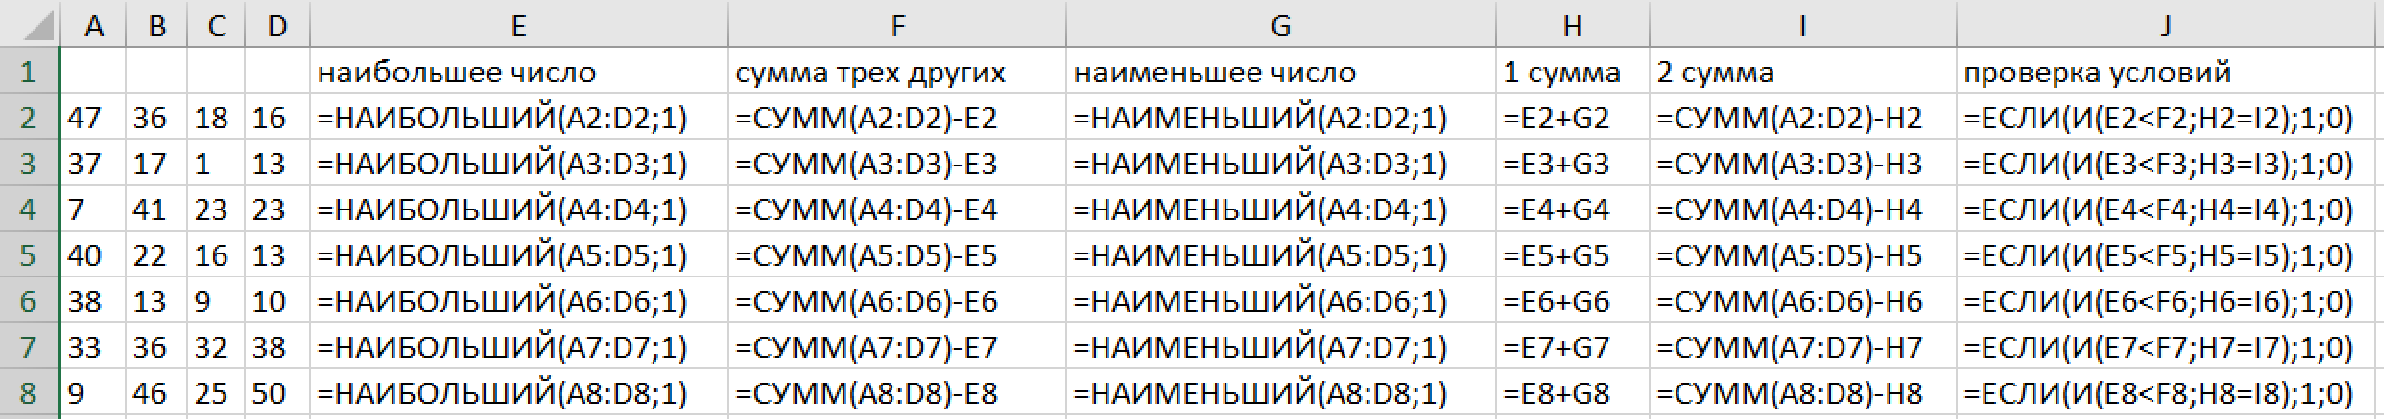 A B C D E F G H I J
1 наибольшее число сумма трех других наименьшее число 1 сумма 2 сумма проверка условий
2 47 36 18 16 =НАИБОЛЬШИЙ(A2:D2;1) =СУММ(A2:D2)-E2 =НАИМЕНЬШИЙ(A2:D2;1) =E2+G2 =СУММ(A2:D2)-H2 =ЕСЛИ(И(E2<F2;H2=I2);1;0)
3 37 17 1 13 =НАИБОЛЬШИЙ(A3:D3;1) =СУММ(A3:D3)-E3 =НАИМЕНЬШИЙ(A3:D3;1) =E3+G3 =СУММ(A3:D3)-H3 =ЕСЛИ(И(E3<F3;H3=I3);1;0)
4 7 41 23 23 =НАИБОЛЬШИЙ(A4:D4;1) =СУММ(A4:D4)-E4 =НАИМЕНЬШИЙ(A4:D4;1) =E4+G4 =СУММ(A4:D4)-H4 =ЕСЛИ(И(E4<F4;H4=I4);1;0)
5 40 22 16 13 =НАИБОЛЬШИЙ(A5:D5;1) =СУММ(A5:D5)-E5 =НАИМЕНЬШИЙ(A5:D5;1) =E5+G5 =СУММ(A5:D5)-H5 =ЕСЛИ(И(E5<F5;H5=I5);1;0)
6 38 13 9 10 =НАИБОЛЬШИЙ(A6:D6;1) =СУММ(A6:D6)-E6 =НАИМЕНЬШИЙ(A6:D6;1) =E6+G6 =СУММ(A6:D6)-H6 =ЕСЛИ(И(E6<F6;H6=I6);1;0)
7 33 36 32 38 =НАИБОЛЬШИЙ(A7:D7;1) =СУММ(A7:D7)-E7 =НАИМЕНЬШИЙ(A7:D7;1) =E7+G7 =СУММ(A7:D7)-H7 =ЕСЛИ(И(E7<F7;H7=I7);1;0)
8 9 46 25 50 =НАИБОЛЬШИЙ(A8:D8;1) =СУММ(A8:D8)-E8 =НАИМЕНЬШИЙ(A8:D8;1) =E8+G8 =СУММ(A8:D8)-H8 =ЕСЛИ(И(E8<F8;H8=I8);1;0)